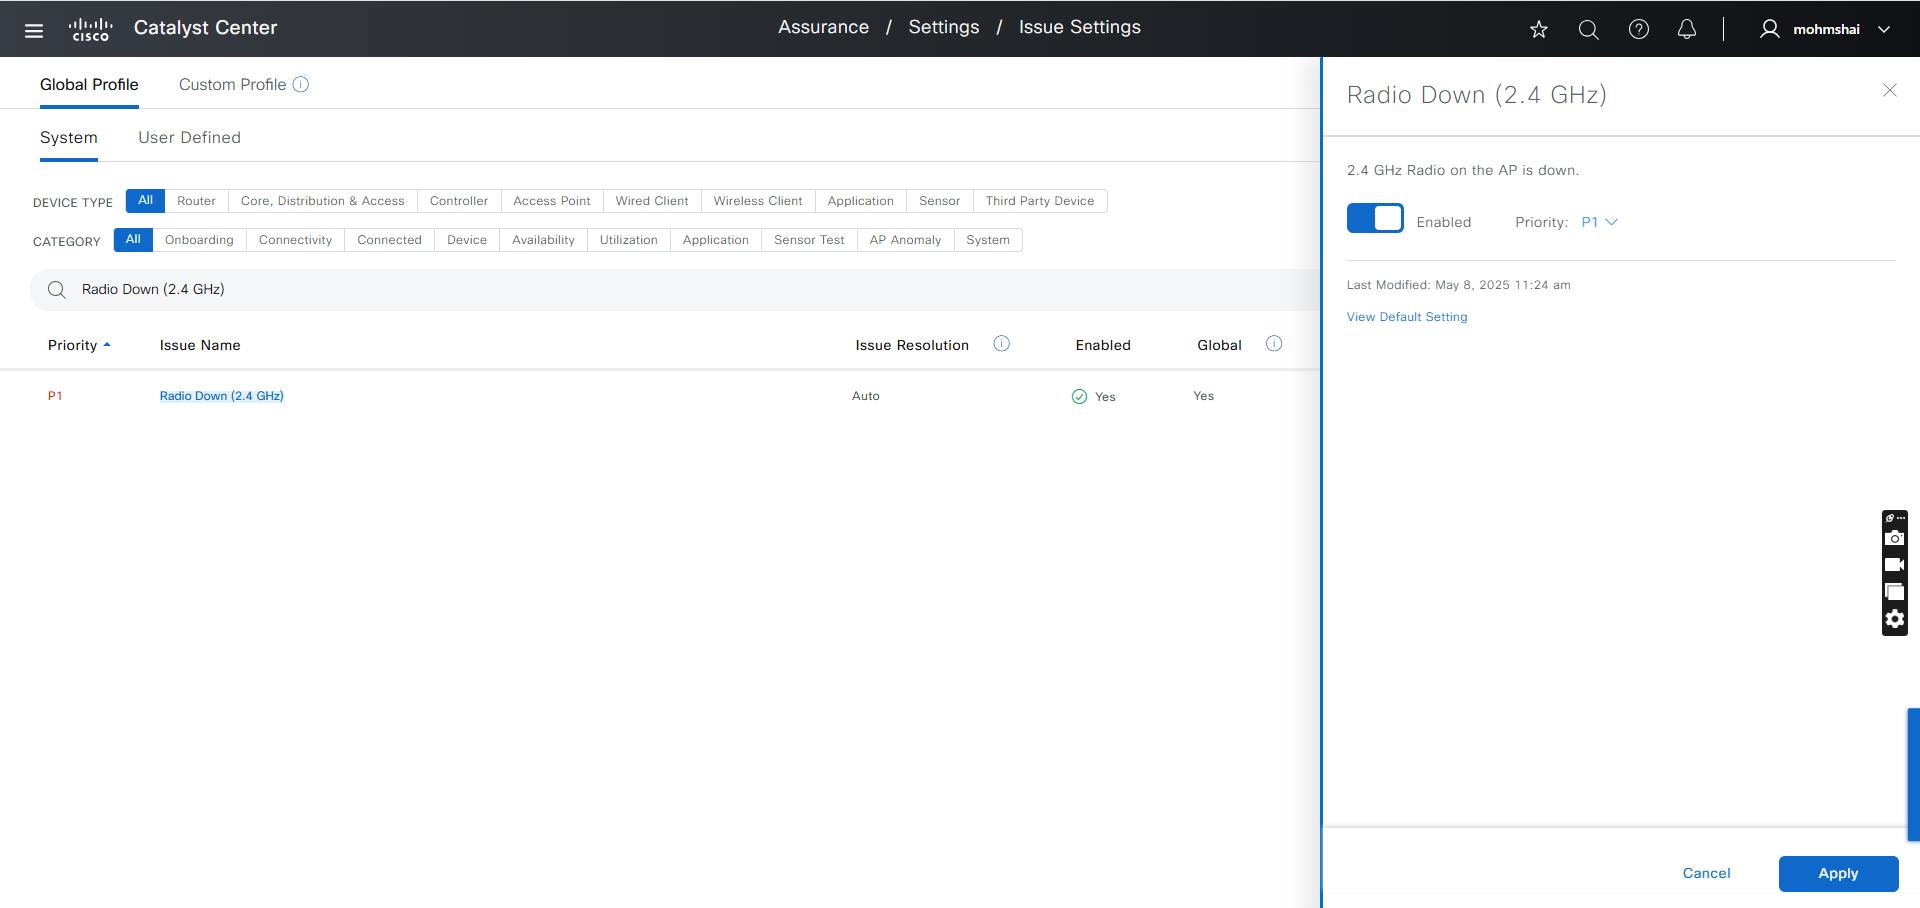 cisco Catalyst Center
Assurance / Settings / Issue Settings
mohmshai
Global Profile Custom Profile
System User Defined
DEVICE TYPE All Router Core, Distribution & Access Controller Access Point Wired Client Wireless Client Application Sensor Third Party Device
CATEGORY All Onboarding Connectivity Connected Device Availability Utilization Application Sensor Test AP Anomaly System
Radio Down (2.4 GHz)
Priority Issue Name Issue Resolution Enabled Global
P1 Radio Down (2.4 GHz) Auto Yes Yes
Radio Down (2.4 GHz)
2.4 GHz Radio on the AP is down.
Enabled Priority: P1
Last Modified: May 8, 2025 11:24 am
View Default Setting
Cancel Apply